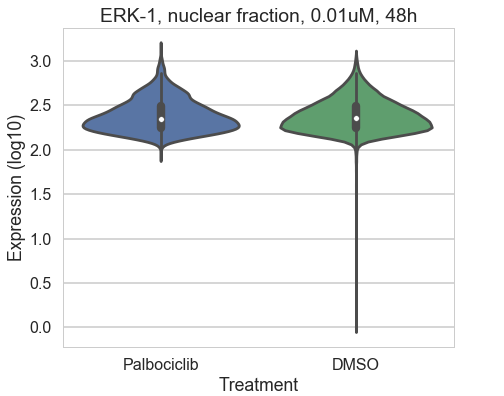 ERK-1, nuclear fraction, 0.01uM, 48h
Expression (log10)
3.0
2.5
2.0
1.5
1.0
0.5
0.0
Palbociclib
DMSO
Treatment